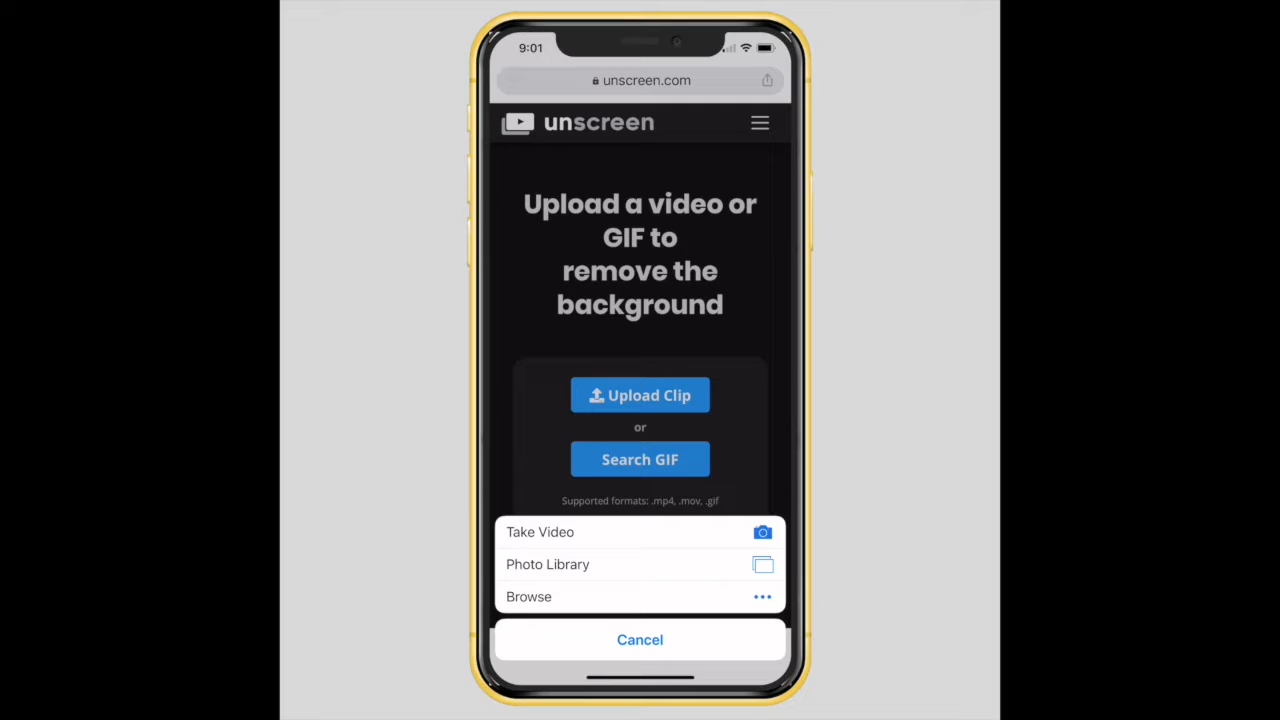 9:01
unscreen.com
unscreen
Upload a video or
GIF to
remove the
background
Upload Clip
or
Search GIF
Supported formats: .mp4, .mov, .gif
Take Video
Photo Library
Browse
Cancel